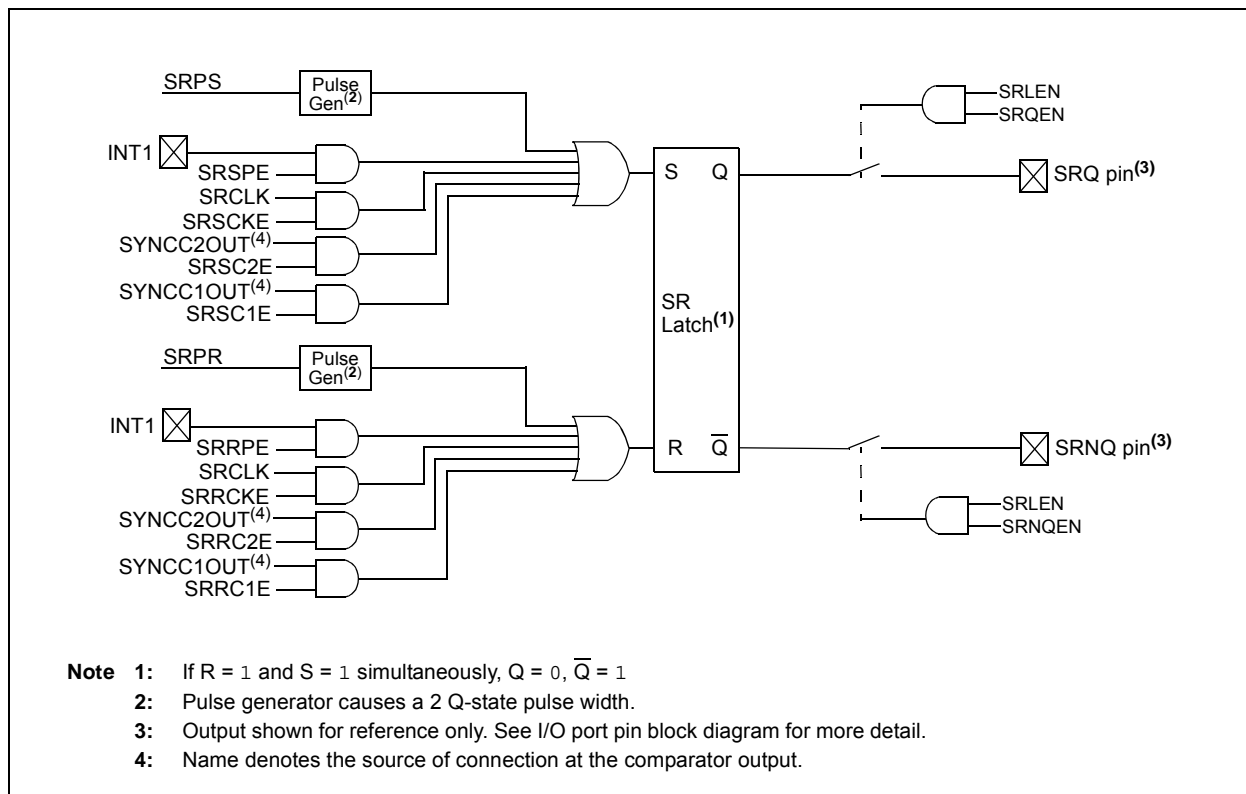 SRPS
Pulse
Gen(2)
SRLEN
SRQEN
INT1
SRSPE
SRCLK
SRSCKE
SYNCC2OUT(4)
SRSC2E
SYNCC1OUT(4)
SRSC1E
S Q
SRQ pin(3)
SR
Latch(1)
SRPR
Pulse
Gen(2)
INT1
SRRPE
SRCLK
SRRCKE
SYNCC2OUT(4)
SRRC2E
SYNCC1OUT(4)
SRRC1E
R Q̅
SRNQ pin(3)
SRLEN
SRNQEN
Note 1: If R = 1 and S = 1 simultaneously, Q = 0, Q̅ = 1
2: Pulse generator causes a 2 Q-state pulse width.
3: Output shown for reference only. See I/O port pin block diagram for more detail.
4: Name denotes the source of connection at the comparator output.